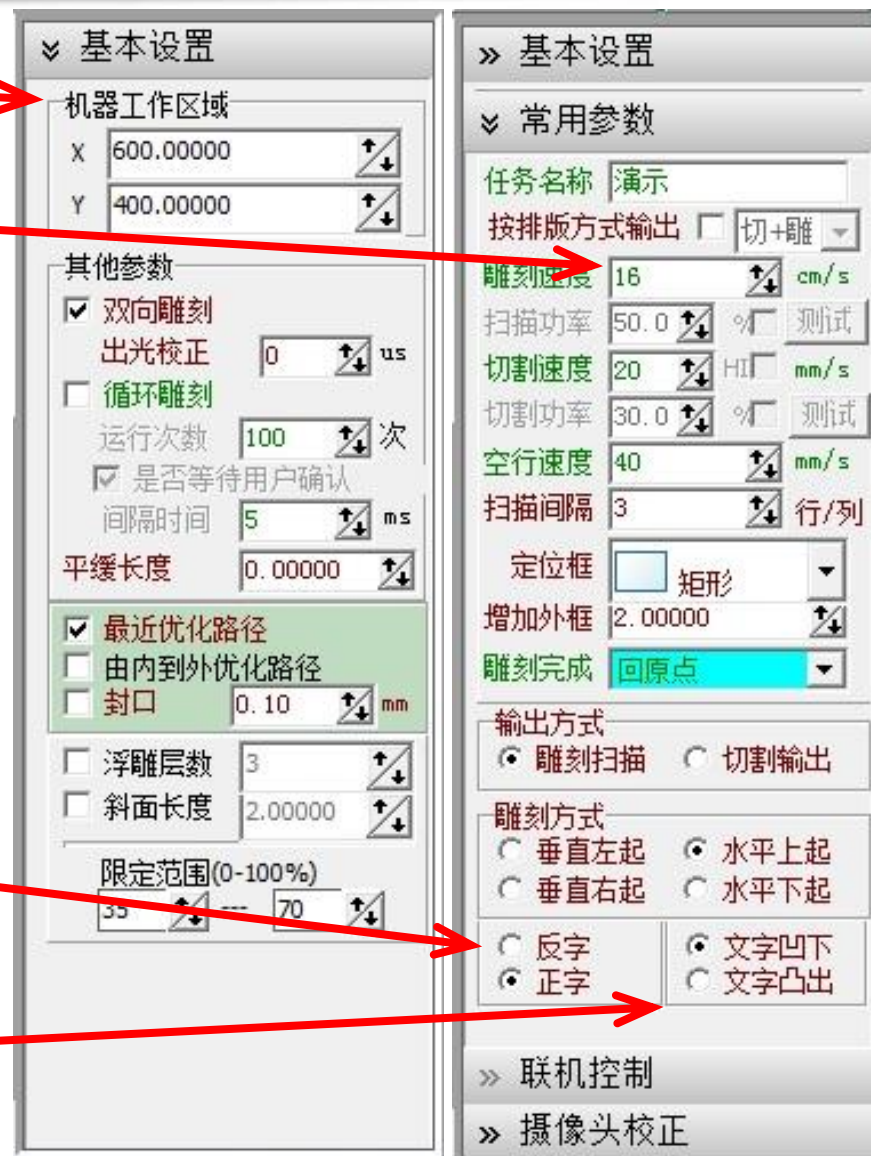 基本设置
机器工作区域
X 600.00000
Y 400.00000
其他参数
双向雕刻
出光校正 0 us
循环雕刻
运行次数 100 次
是否等待用户确认
间隔时间 5 ms
平缓长度 0.00000
最近优化路径
由内到外优化路径
封口 0.10 mm
浮雕层数 3
斜面长度 2.00000
限定范围(0-100%)
35 --- 70
基本设置
常用参数
任务名称 演示
按排版方式输出 切+雕
雕刻速度 16 cm/s
扫描功率 50.0 % 测试
切割速度 20 HI mm/s
切割功率 30.0 % 测试
空行速度 40 mm/s
扫描间隔 3 行/列
定位框 矩形
增加外框 2.00000
雕刻完成 回原点
输出方式
雕刻扫描 切割输出
雕刻方式
垂直左起 水平上起
垂直右起 水平下起
反字 文字凹下
正字 文字凸出
联机控制
摄像头校正